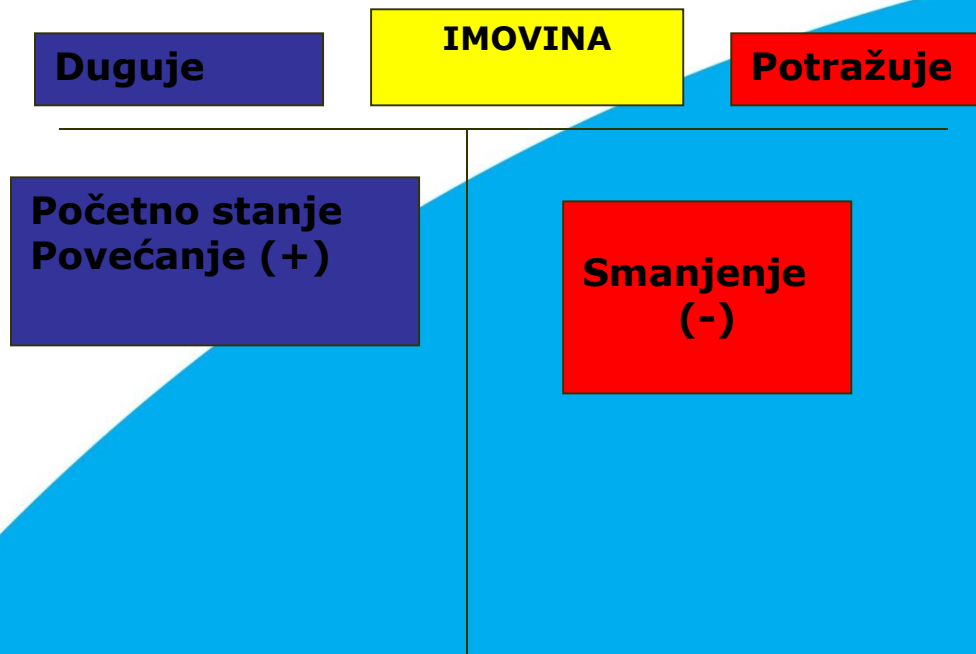 IMOVINA
Duguje
Potražuje
Početno stanje
Povećanje (+)
Smanjenje
(-)